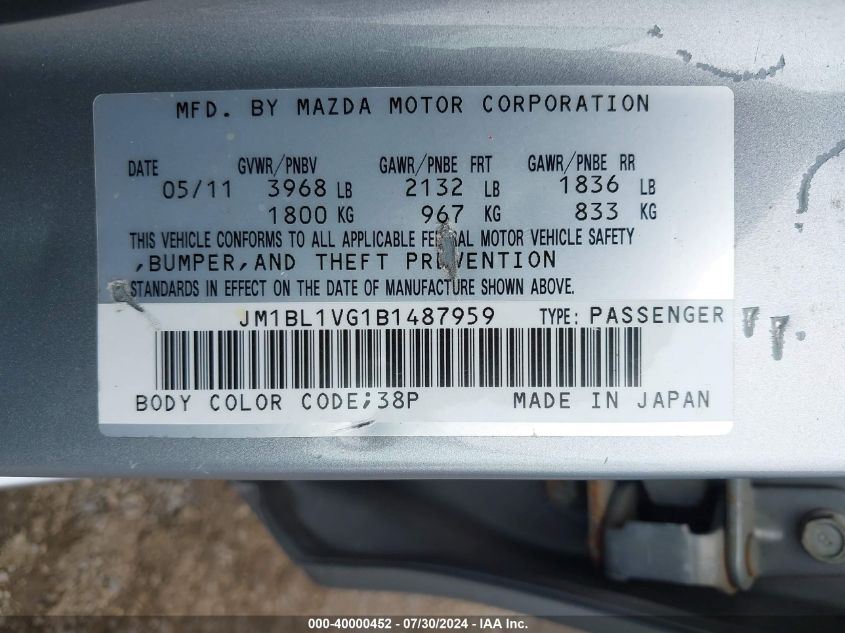 MFD. BY MAZDA MOTOR CORPORATION
DATE GVWR/PNBV GAWR/PNBE FRT GAWR/PNBE RR
05/11 3968 LB 2132 LB 1836 LB
1800 KG 967 KG 833 KG
THIS VEHICLE CONFORMS TO ALL APPLICABLE FEDERAL MOTOR VEHICLE SAFETY
,BUMPER,AND THEFT PREVENTION
STANDARDS IN EFFECT ON THE DATE OF MANUFACTURE SHOWN ABOVE.
JM1BL1VG1B1487959 TYPE: PASSENGER
BODY COLOR CODE;38P MADE IN JAPAN
000-40000452 - 07/30/2024 - IAAI Inc.